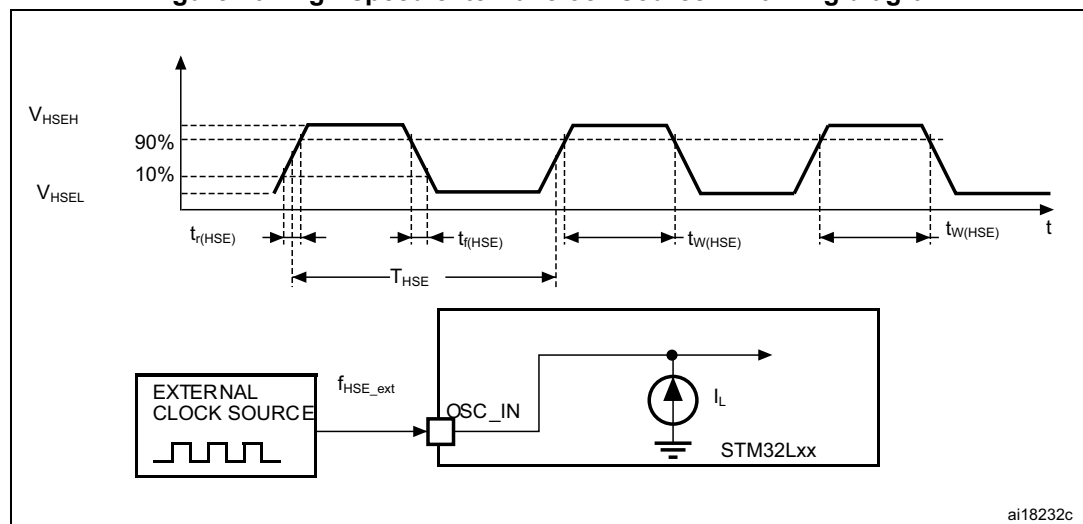 V_HSEH
90%
10%
V_HSEL
t_r(HSE)
t_f(HSE)
t_W(HSE)
t_W(HSE)
t
T_HSE
EXTERNAL
CLOCK SOURCE
f_HSE_ext
OSC_IN
I_L
STM32Lxx
ai18232c